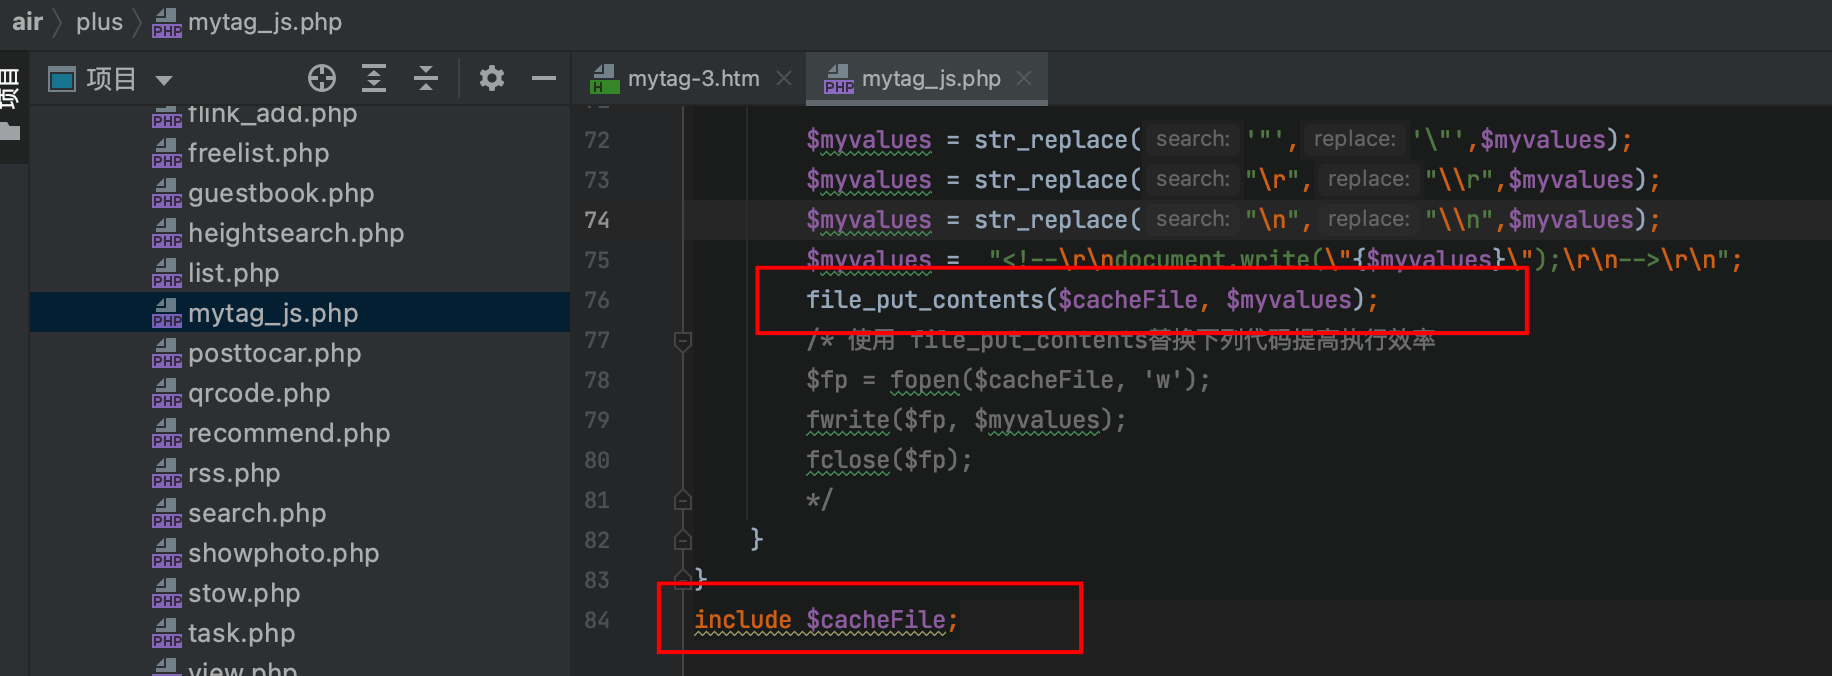 air plus mytag_js.php
项目
项目
mytag-3.htm
mytag_js.php
flink_add.php
freelist.php
guestbook.php
heightsearch.php
list.php
mytag_js.php
posttocar.php
qrcode.php
recommend.php
rss.php
search.php
showphoto.php
stow.php
task.php
view.php
72 $myvalues = str_replace( search: '"', replace: '\"',$myvalues);
73 $myvalues = str_replace( search: "\r", replace: "\\r",$myvalues);
74 $myvalues = str_replace( search: "\n", replace: "\\n",$myvalues);
75 $myvalues = "<!--\r\ndocument.write(\"{$myvalues}\");\r\n-->\r\n";
76 file_put_contents($cacheFile, $myvalues);
77 /* 使用 file_put_contents替换下列代码提高执行效率
78 $fp = fopen($cacheFile, 'w');
79 fwrite($fp, $myvalues);
80 fclose($fp);
81 */
82 }
83 }
84 include $cacheFile;